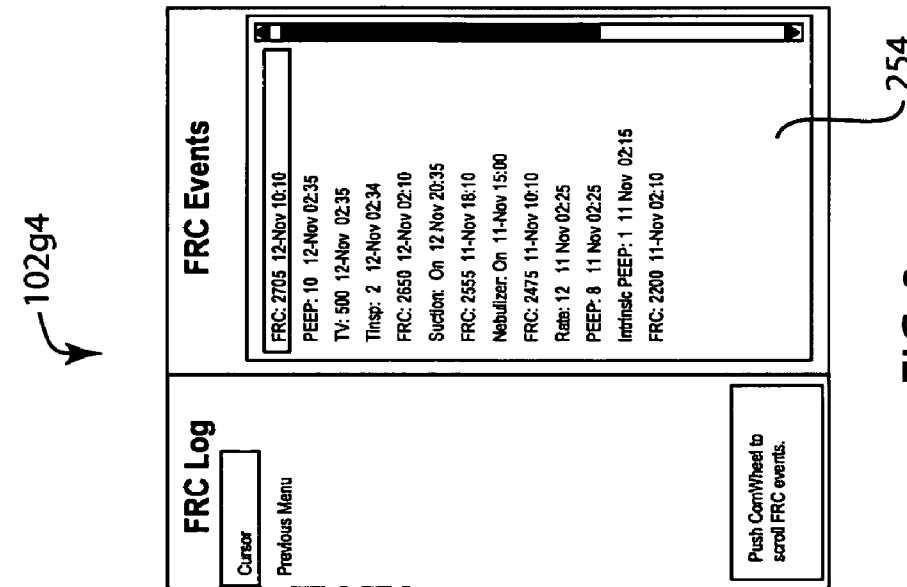 102g4
FRC Log
Cursor
Previous Menu
Push ComWheel to
scroll FRC events.
FRC Events
FRC: 2705 12-Nov 10:10
PEEP: 10 12-Nov 02:35
TV: 500 12-Nov 02:35
Tinsp: 2 12-Nov 02:34
FRC: 2650 12-Nov 02:10
Suction: On 12 Nov 20:35
FRC: 2555 11-Nov 18:10
Nebulizer: On 11-Nov 15:00
FRC: 2475 11-Nov 10:10
Rate: 12 11 Nov 02:25
PEEP: 8 11 Nov 02:25
Intrinsic PEEP: 1 11 Nov 02:15
FRC: 2200 11-Nov 02:10
254